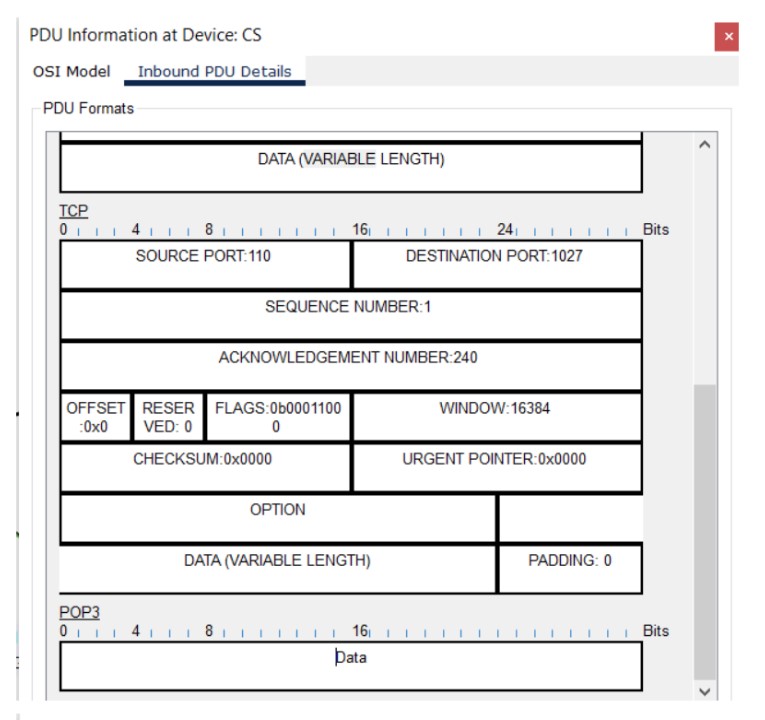 PDU Information at Device: CS
OSI Model Inbound PDU Details
PDU Formats
DATA (VARIABLE LENGTH)
TCP
0 4 8 16 24 Bits
SOURCE PORT:110 DESTINATION PORT:1027
SEQUENCE NUMBER:1
ACKNOWLEDGEMENT NUMBER:240
OFFSET RESER FLAGS:0b0001100 WINDOW:16384
:0x0 VED: 0 0
CHECKSUM:0x0000 URGENT POINTER:0x0000
OPTION
DATA (VARIABLE LENGTH) PADDING: 0
POP3
0 4 8 16 Bits
Data